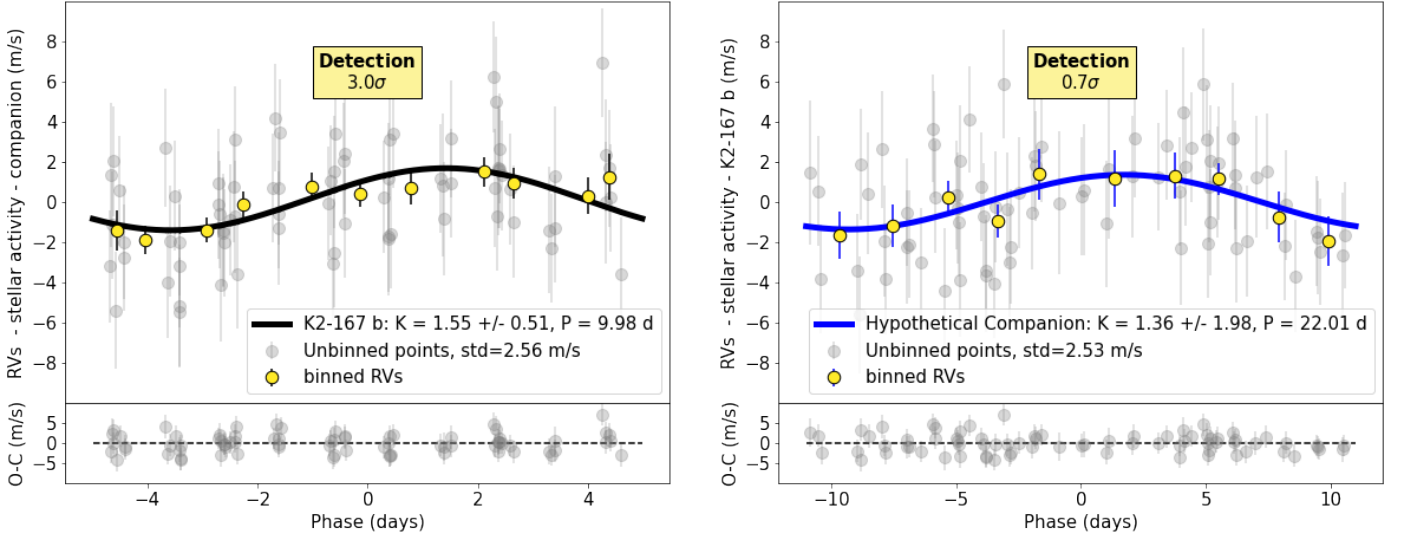 RVs - stellar activity - companion (m/s)
8
6
4
2
0
−2
−4
−6
−8
Detection
3.0σ
K2-167 b: K = 1.55 +/- 0.51, P = 9.98 d
Unbinned points, std=2.56 m/s
binned RVs
O-C (m/s)
5
0
−5
−4
−2
0
2
4
Phase (days)
RVs - stellar activity - K2-167 b (m/s)
8
6
4
2
0
−2
−4
−6
−8
Detection
0.7σ
Hypothetical Companion: K = 1.36 +/- 1.98, P = 22.01 d
Unbinned points, std=2.53 m/s
binned RVs
O-C (m/s)
5
0
−5
−10
−5
0
5
10
Phase (days)